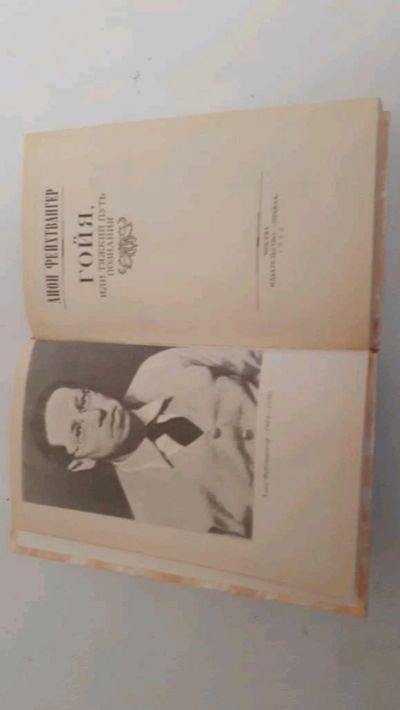 ЛИОН ФЕЙХТВАНГЕР
ГОЙЯ,
ИЛИ ТЯЖКИЙ ПУТЬ
ПОЗНАНИЯ
МОСКВА
ИЗДАТЕЛЬСТВО «ПРАВДА»